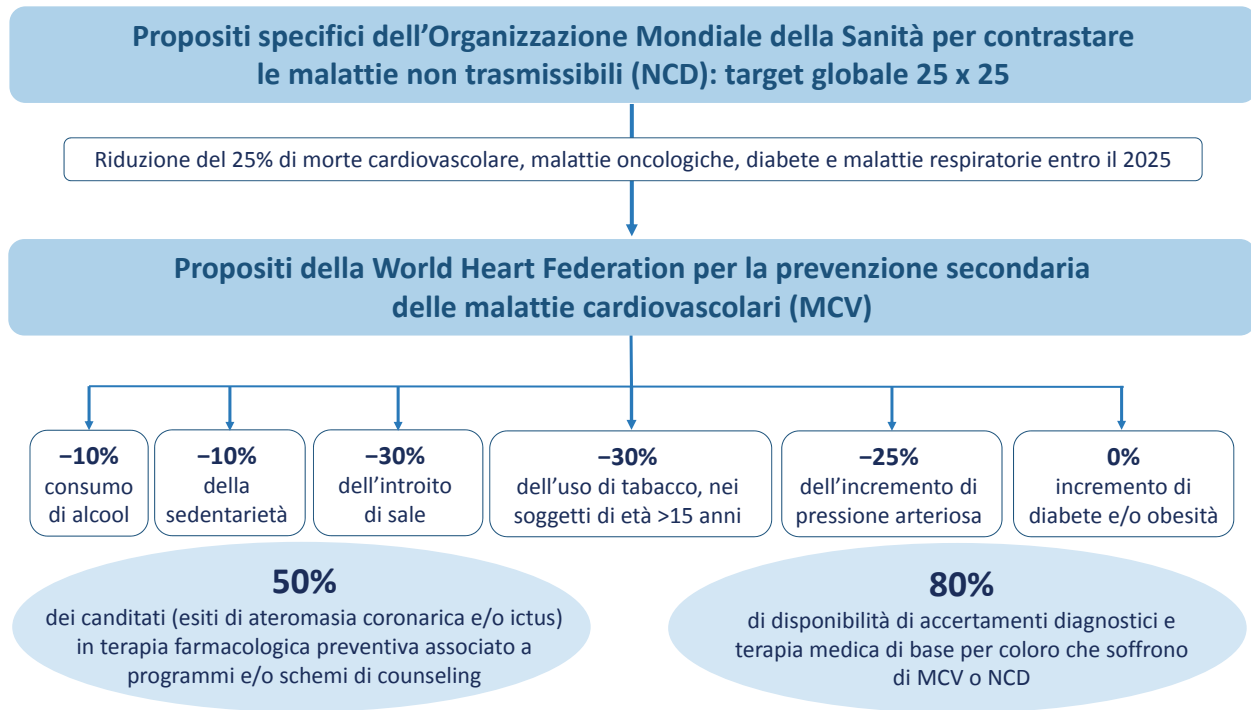 Propositi specifici dell’Organizzazione Mondiale della Sanità per contrastare
le malattie non trasmissibili (NCD): target globale 25 x 25
Riduzione del 25% di morte cardiovascolare, malattie oncologiche, diabete e malattie respiratorie entro il 2025
Propositi della World Heart Federation per la prevenzione secondaria
delle malattie cardiovascolari (MCV)
−10%
consumo
di alcool
−10%
della
sedentarietà
−30%
dell’introito
di sale
−30%
dell’uso di tabacco, nei
soggetti di età >15 anni
−25%
dell’incremento di
pressione arteriosa
0%
incremento di
diabete e/o obesità
50%
dei canditati (esiti di ateromasia coronarica e/o ictus)
in terapia farmacologica preventiva associato a
programmi e/o schemi di counseling
80%
di disponibilità di accertamenti diagnostici e
terapia medica di base per coloro che soffrono
di MCV o NCD